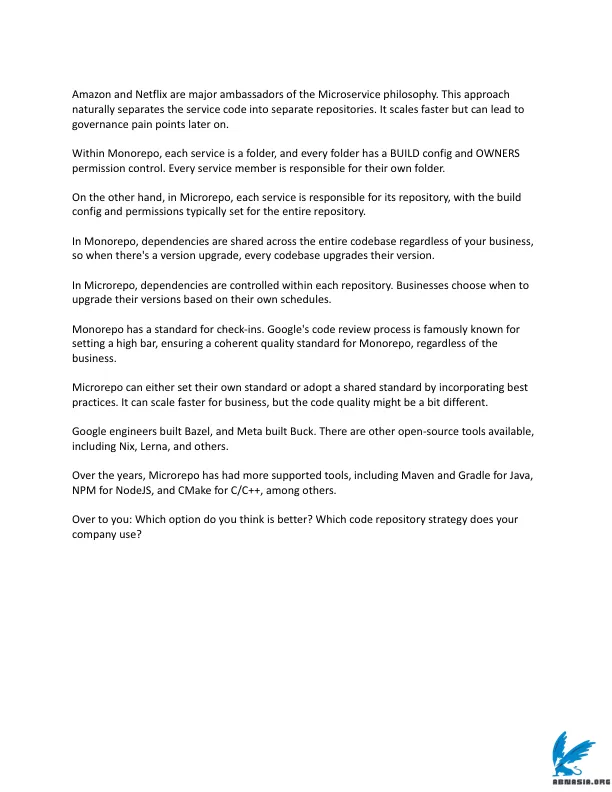 Amazon and Netflix are major ambassadors of the Microservice philosophy. This approach
naturally separates the service code into separate repositories. It scales faster but can lead to
governance pain points later on.
Within Monorepo, each service is a folder, and every folder has a BUILD config and OWNERS
permission control. Every service member is responsible for their own folder.
On the other hand, in Microrepo, each service is responsible for its repository, with the build
config and permissions typically set for the entire repository.
In Monorepo, dependencies are shared across the entire codebase regardless of your business,
so when there's a version upgrade, every codebase upgrades their version.
In Microrepo, dependencies are controlled within each repository. Businesses choose when to
upgrade their versions based on their own schedules.
Monorepo has a standard for check-ins. Google's code review process is famously known for
setting a high bar, ensuring a coherent quality standard for Monorepo, regardless of the
business.
Microrepo can either set their own standard or adopt a shared standard by incorporating best
practices. It can scale faster for business, but the code quality might be a bit different.
Google engineers built Bazel, and Meta built Buck. There are other open-source tools available,
including Nix, Lerna, and others.
Over the years, Microrepo has had more supported tools, including Maven and Gradle for Java,
NPM for NodeJS, and CMake for C/C++, among others.
Over to you: Which option do you think is better? Which code repository strategy does your
company use?
ABNASIA.ORG